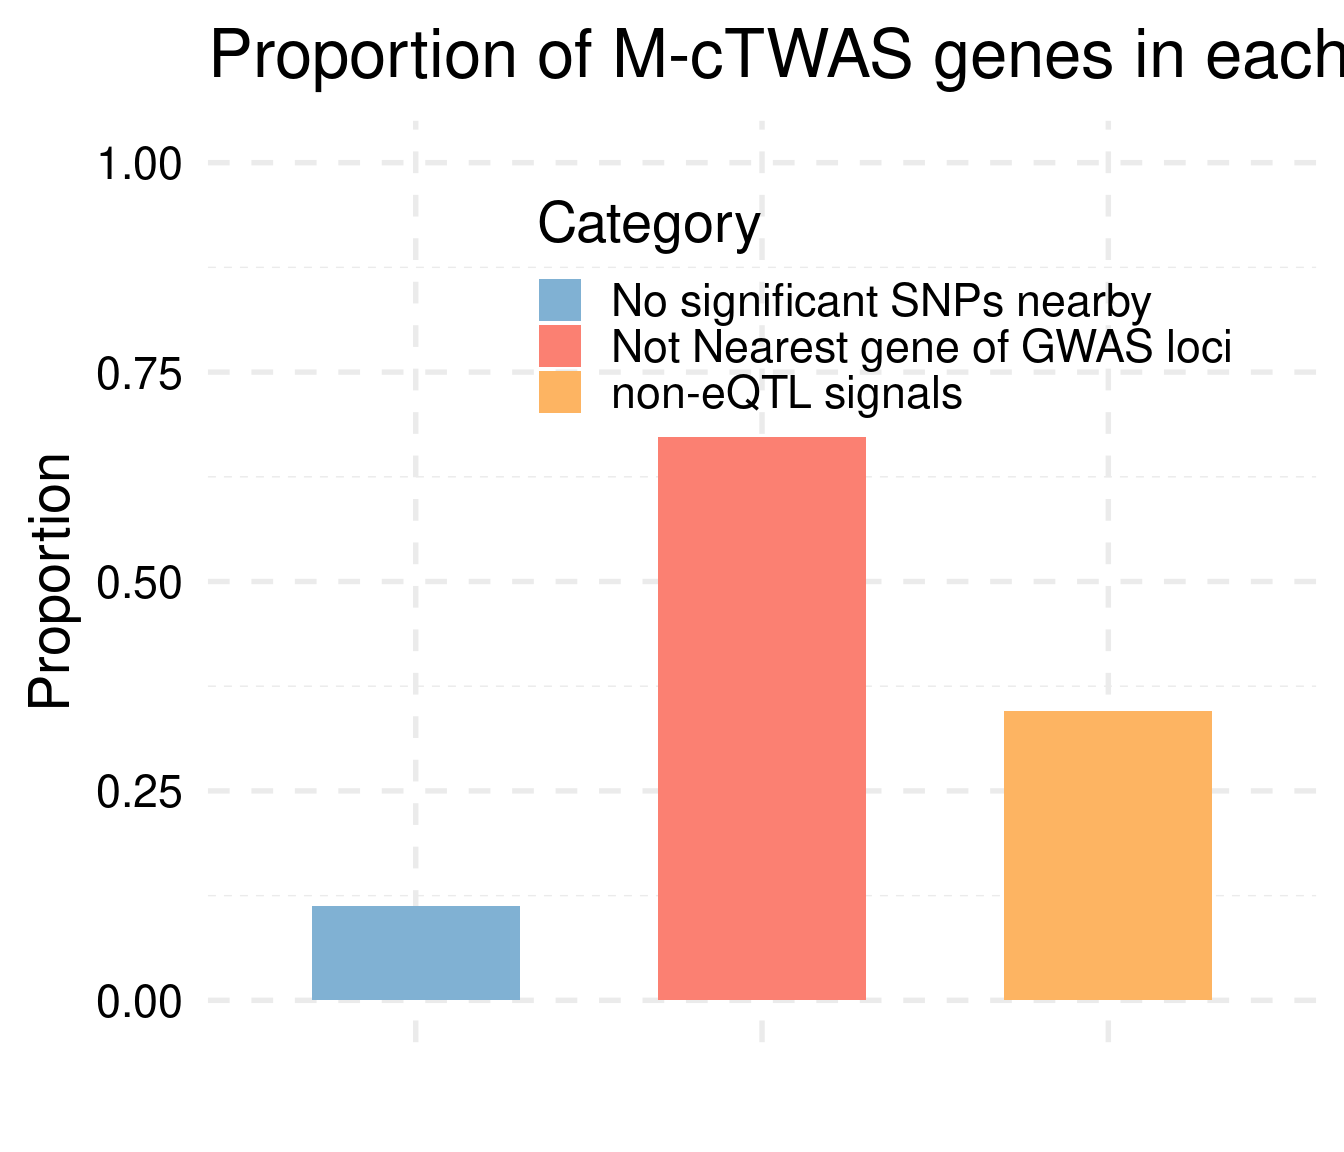 Proportion of M-cTWAS genes in each
1.00
Category
No significant SNPs nearby
Not Nearest gene of GWAS loci
0.75
non-eQTL signals
Proportion
0.50
0.25
0.00